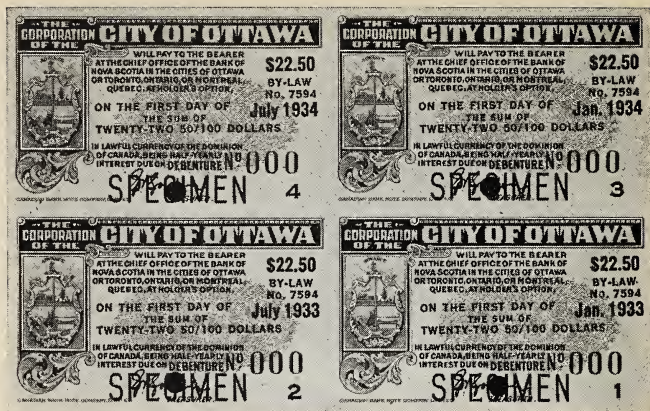 THE
CORPORATION CITY OF OTTAWA
OF THE
WILL PAY TO THE BEARER
AT THE CHIEF OFFICE OF THE BANK OF
NOVA SCOTIA IN THE CITIES OF OTTAWA
OR TORONTO, ONTARIO, OR MONTREAL,
QUEBEC, AT HOLDER'S OPTION,
$22.50
BY-LAW
No. 7594
ON THE FIRST DAY OF July 1934
THE SUM OF
TWENTY-TWO 50/100 DOLLARS
IN LAWFUL CURRENCY OF THE DOMINION
OF CANADA, BEING HALF-YEARLY
INTEREST DUE ON DEBENTURE Nº 000
SPECIMEN 4
CANADIAN BANK NOTE COMPANY,
THE
CORPORATION CITY OF OTTAWA
OF THE
WILL PAY TO THE BEARER
AT THE CHIEF OFFICE OF THE BANK OF
NOVA SCOTIA IN THE CITIES OF OTTAWA
OR TORONTO, ONTARIO, OR MONTREAL,
QUEBEC, AT HOLDER'S OPTION,
$22.50
BY-LAW
No. 7594
ON THE FIRST DAY OF Jan. 1934
THE SUM OF
TWENTY-TWO 50/100 DOLLARS
IN LAWFUL CURRENCY OF THE DOMINION
OF CANADA, BEING HALF-YEARLY
INTEREST DUE ON DEBENTURE Nº 000
SPECIMEN 3
CANADIAN BANK NOTE COMPANY
THE
CORPORATION CITY OF OTTAWA
OF THE
WILL PAY TO THE BEARER
AT THE CHIEF OFFICE OF THE BANK OF
NOVA SCOTIA IN THE CITIES OF OTTAWA
OR TORONTO, ONTARIO, OR MONTREAL,
QUEBEC, AT HOLDER'S OPTION,
$22.50
BY-LAW
No. 7594
ON THE FIRST DAY OF July 1933
THE SUM OF
TWENTY-TWO 50/100 DOLLARS
IN LAWFUL CURRENCY OF THE DOMINION
OF CANADA, BEING HALF-YEARLY
INTEREST DUE ON DEBENTURE Nº 000
SPECIMEN 2
CANADIAN BANK NOTE COMPANY,
THE
CORPORATION CITY OF OTTAWA
OF THE
WILL PAY TO THE BEARER
AT THE CHIEF OFFICE OF THE BANK OF
NOVA SCOTIA IN THE CITIES OF OTTAWA
OR TORONTO, ONTARIO, OR MONTREAL,
QUEBEC, AT HOLDER'S OPTION,
$22.50
BY-LAW
No. 7594
ON THE FIRST DAY OF Jan. 1933
THE SUM OF
TWENTY-TWO 50/100 DOLLARS
IN LAWFUL CURRENCY OF THE DOMINION
OF CANADA, BEING HALF-YEARLY
INTEREST DUE ON DEBENTURE Nº 000
SPECIMEN 1
CANADIAN BANK NOTE COMPANY